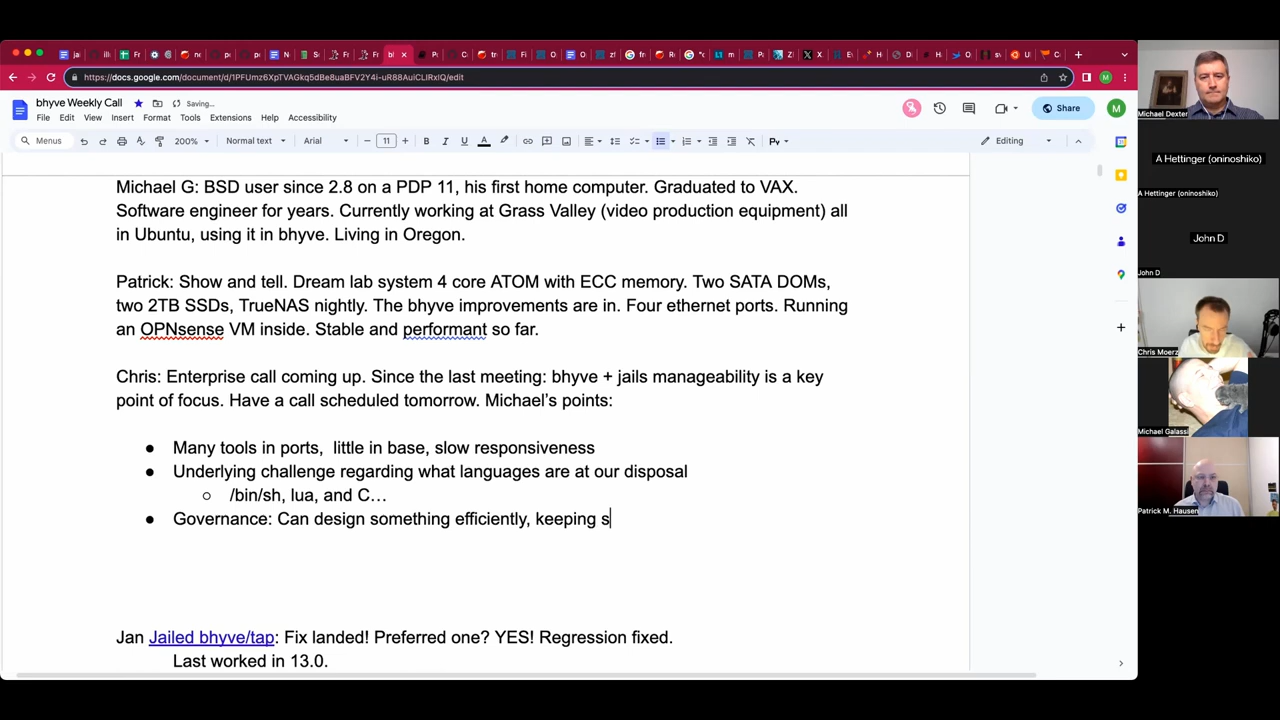 https://docs.google.com/document/d/1PFUmz6XpTVAGkq5dBe8uaBFV2Y4i-uR88AulCLIRxIQ/edit
bhyve Weekly Call
Saving...
File Edit View Insert Format Tools Extensions Help Accessibility
Share
Menus
200%
Normal text
Arial
11
Editing
Michael G: BSD user since 2.8 on a PDP 11, his first home computer. Graduated to VAX.
Software engineer for years. Currently working at Grass Valley (video production equipment) all
in Ubuntu, using it in bhyve. Living in Oregon.
Patrick: Show and tell. Dream lab system 4 core ATOM with ECC memory. Two SATA DOMs,
two 2TB SSDs, TrueNAS nightly. The bhyve improvements are in. Four ethernet ports. Running
an OPNsense VM inside. Stable and performant so far.
Chris: Enterprise call coming up. Since the last meeting: bhyve + jails manageability is a key
point of focus. Have a call scheduled tomorrow. Michael's points:
● Many tools in ports, little in base, slow responsiveness
● Underlying challenge regarding what languages are at our disposal
○ /bin/sh, lua, and C…
● Governance: Can design something efficiently, keeping s
Jan Jailed bhyve/tap: Fix landed! Preferred one? YES! Regression fixed.
Last worked in 13.0.
Michael Dexter
A Hettinger (oninoshiko)
A Hettinger (oninoshiko)
John D
John D
Chris Moerz
Michael Galassi
Patrick M. Hausen